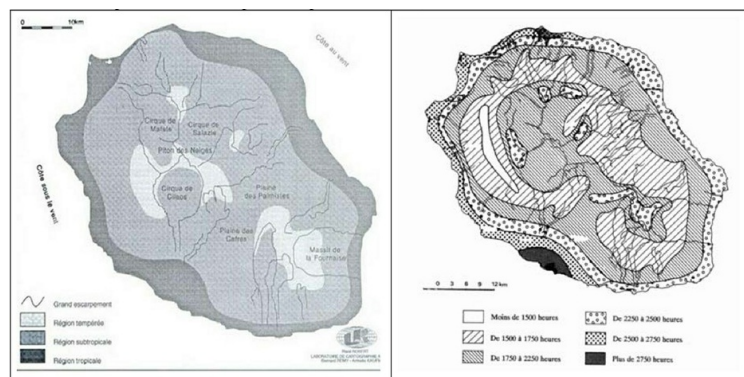 0 10km
Côte au vent
Cirque de
Mafate
Cirque de
Salazie
Piton des Neiges
Cirque de
Cilaos
Plaine
des Palmistes
Plaine des
Cafres
Massif de
la Fournaise
Côte sous le vent
Grand escarpement
Région tempérée
Région subtropicale
Région tropicale
LABORATOIRE DE CARTOGRAPHIE
0 3 6 9 12 km
Moins de 1500 heures
De 1500 à 1750 heures
De 1750 à 2250 heures
De 2250 à 2500 heures
De 2500 à 2750 heures
Plus de 2750 heures